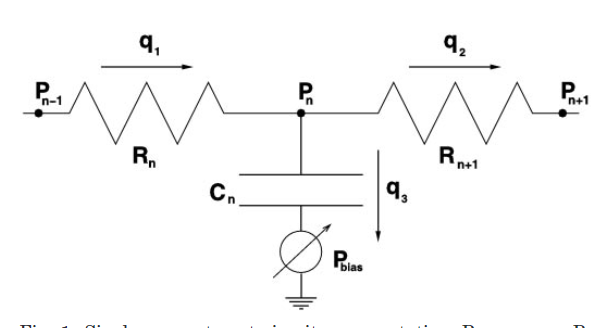 q1 q2
Pn-1 Pn Pn+1
Rn Rn+1
Cn q3
Pbias